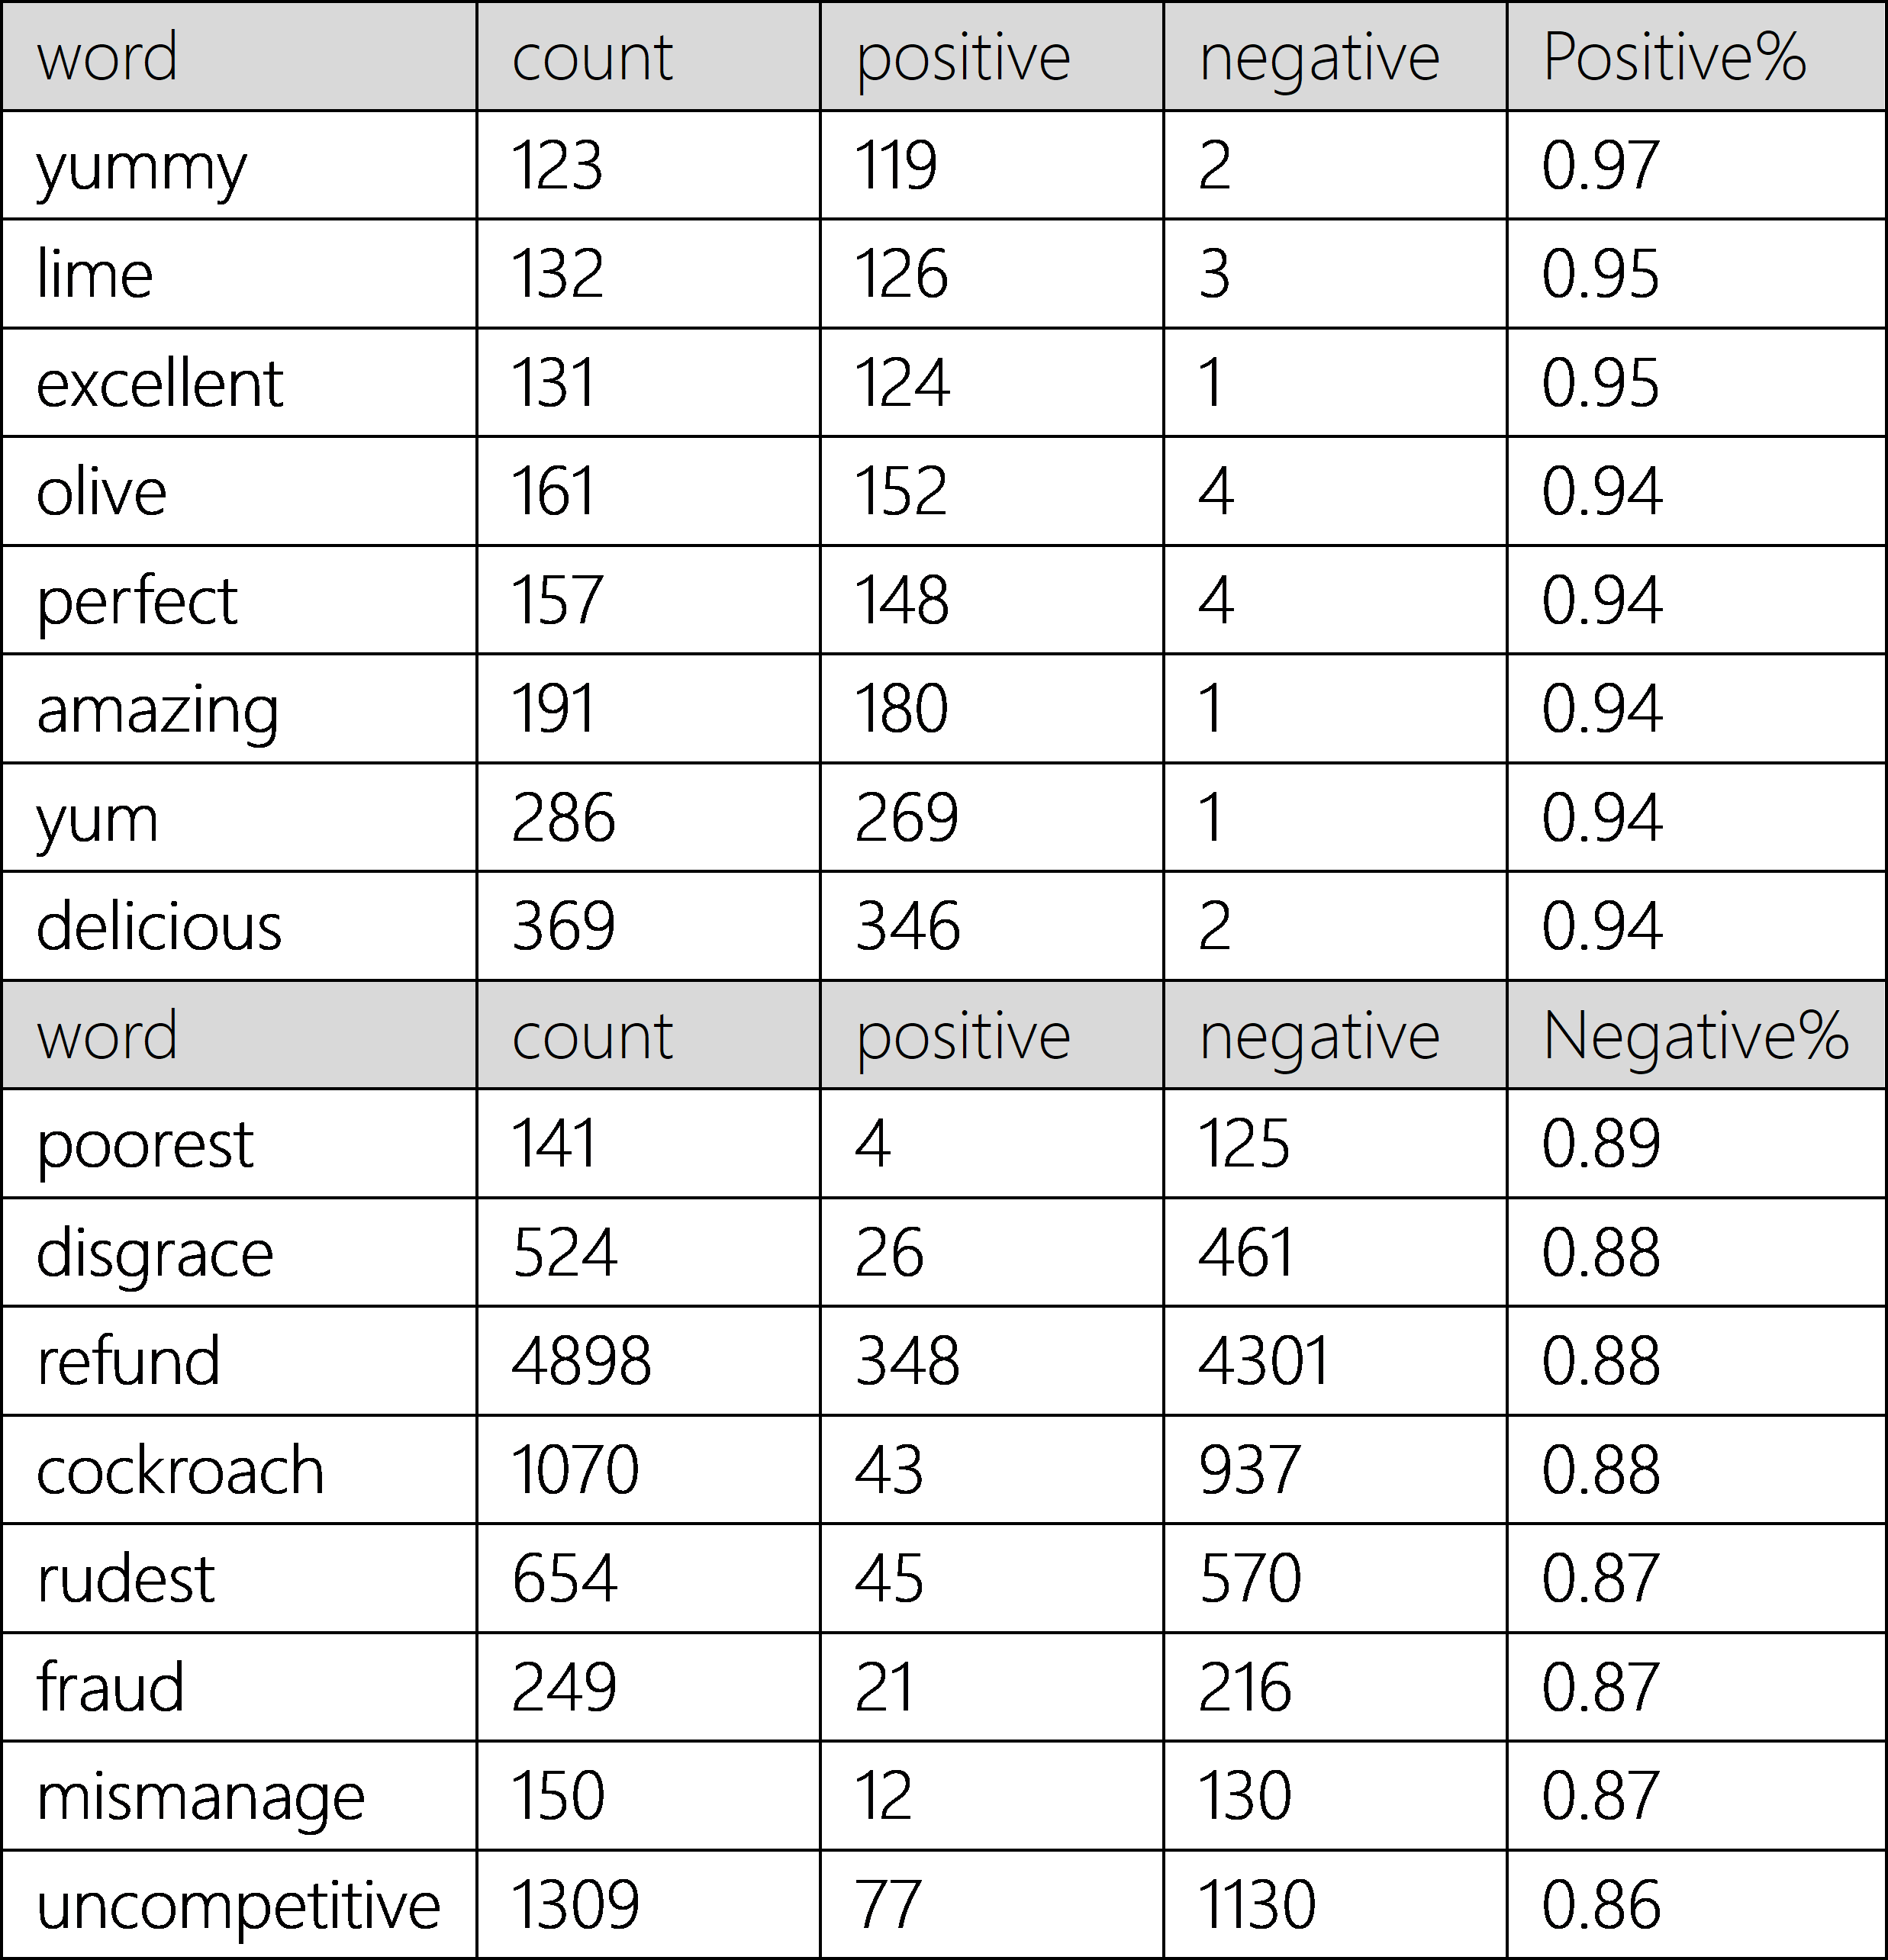 word count positive negative Positive%
yummy 123 119 2 0.97
lime 132 126 3 0.95
excellent 131 124 1 0.95
olive 161 152 4 0.94
perfect 157 148 4 0.94
amazing 191 180 1 0.94
yum 286 269 1 0.94
delicious 369 346 2 0.94
word count positive negative Negative%
poorest 141 4 125 0.89
disgrace 524 26 461 0.88
refund 4898 348 4301 0.88
cockroach 1070 43 937 0.88
rudest 654 45 570 0.87
fraud 249 21 216 0.87
mismanage 150 12 130 0.87
uncompetitive 1309 77 1130 0.86